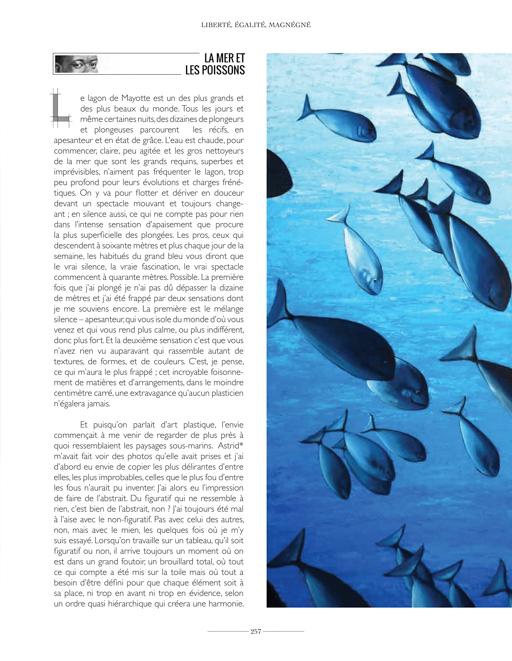 LIBERTÉ, ÉGALITÉ, MAGNÉGNÉ
LA MER ET
LES POISSONS
Le lagon de Mayotte est un des plus grands et
des plus beaux du monde. Tous les jours et
même certaines nuits, des dizaines de plongeurs
et plongeuses parcourent les récifs, en
apesanteur et en état de grâce. L'eau est chaude, pour
commencer, claire, peu agitée et les gros nettoyeurs
de la mer que sont les grands requins, superbes et
imprévisibles, n'aiment pas fréquenter le lagon, trop
peu profond pour leurs évolutions et charges fréné-
tiques. On y va pour flotter et dériver en douceur
devant un spectacle mouvant et toujours change-
ant ; en silence aussi, ce qui ne compte pas pour rien
dans l'intense sensation d'apaisement que procure
la plus superficielle des plongées. Les pros, ceux qui
descendent à soixante mètres et plus chaque jour de la
semaine, les habitués du grand bleu vous diront que
le vrai silence, la vraie fascination, le vrai spectacle
commencent à quarante mètres. Possible. La première
fois que j'ai plongé je n'ai pas dû dépasser la dizaine
de mètres et j'ai été frappé par deux sensations dont
je me souviens encore. La première est le mélange
silence – apesanteur, qui vous isole du monde d'où vous
venez et qui vous rend plus calme, ou plus indifférent,
donc plus fort. Et la deuxième sensation c'est que vous
n'avez rien vu auparavant qui rassemble autant de
textures, de formes, et de couleurs. C'est, je pense,
ce qui m'aura le plus frappé ; cet incroyable foisonne-
ment de matières et d'arrangements, dans le moindre
centimètre carré, une extravagance qu'aucun plasticien
n'égalera jamais.
Et puisqu'on parlait d'art plastique, l'envie
commençait à me venir de regarder de plus près à
quoi ressemblaient les paysages sous-marins. Astrid*
m'avait fait voir des photos qu'elle avait prises et j'ai
d'abord eu envie de copier les plus délirantes d'entre
elles, les plus improbables, celles que le plus fou d'entre
les fous n'aurait pu inventer. J'ai alors eu l'impression
de faire de l'abstrait. Du figuratif qui ne ressemble à
rien, c'est bien de l'abstrait, non ? J'ai toujours été mal
à l'aise avec le non-figuratif. Pas avec celui des autres,
non, mais avec le mien, les quelques fois où je m'y
suis essayé. Lorsqu'on travaille sur un tableau, qu'il soit
figuratif ou non, il arrive toujours un moment où on
est dans un grand foutoir, un brouillard total, où tout
ce qui compte a été mis sur la toile mais où tout a
besoin d'être défini pour que chaque élément soit à
sa place, ni trop en avant ni trop en évidence, selon
un ordre quasi hiérarchique qui créera une harmonie.
257